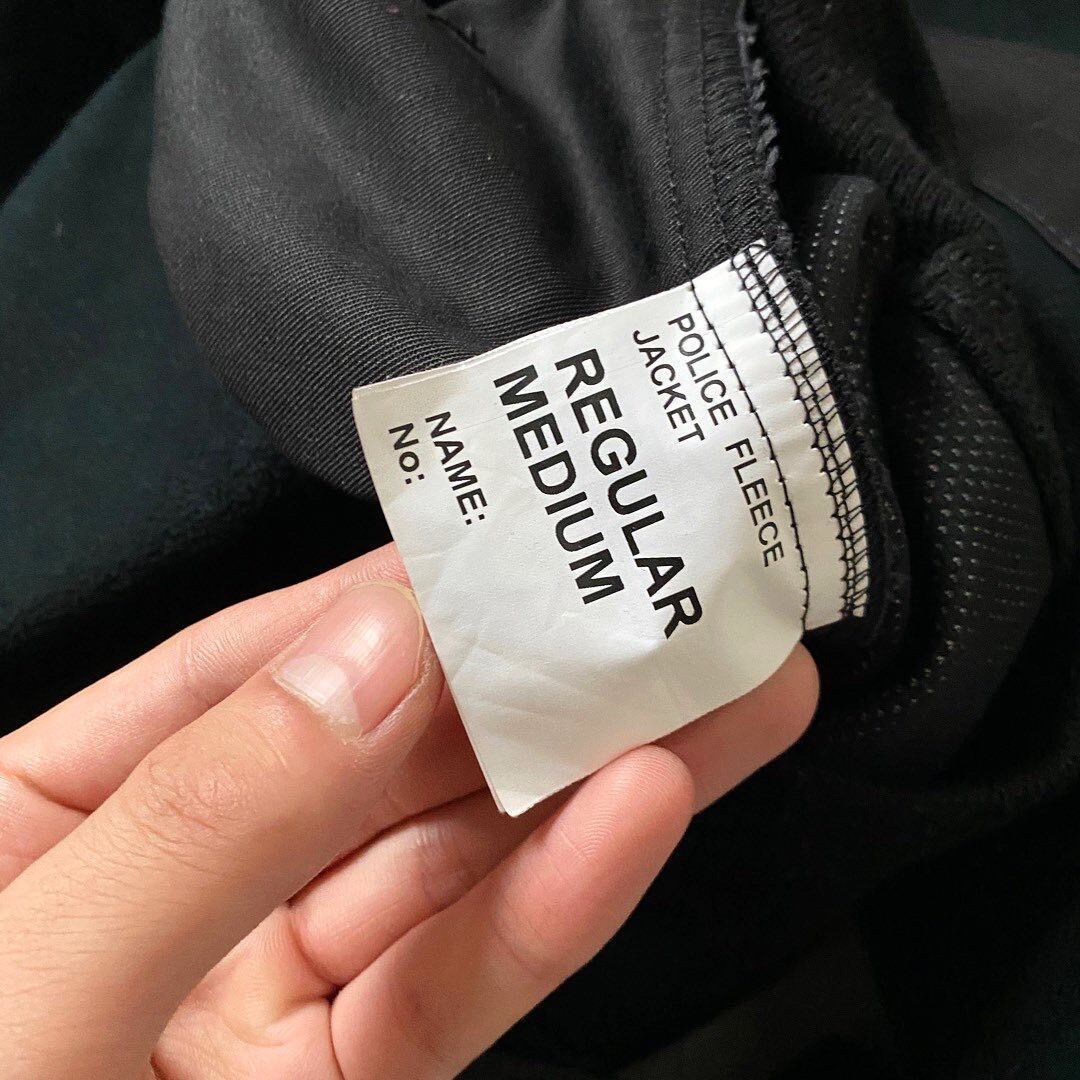 POLICE FLEECE
JACKET
REGULAR
MEDIUM
NAME:
No: